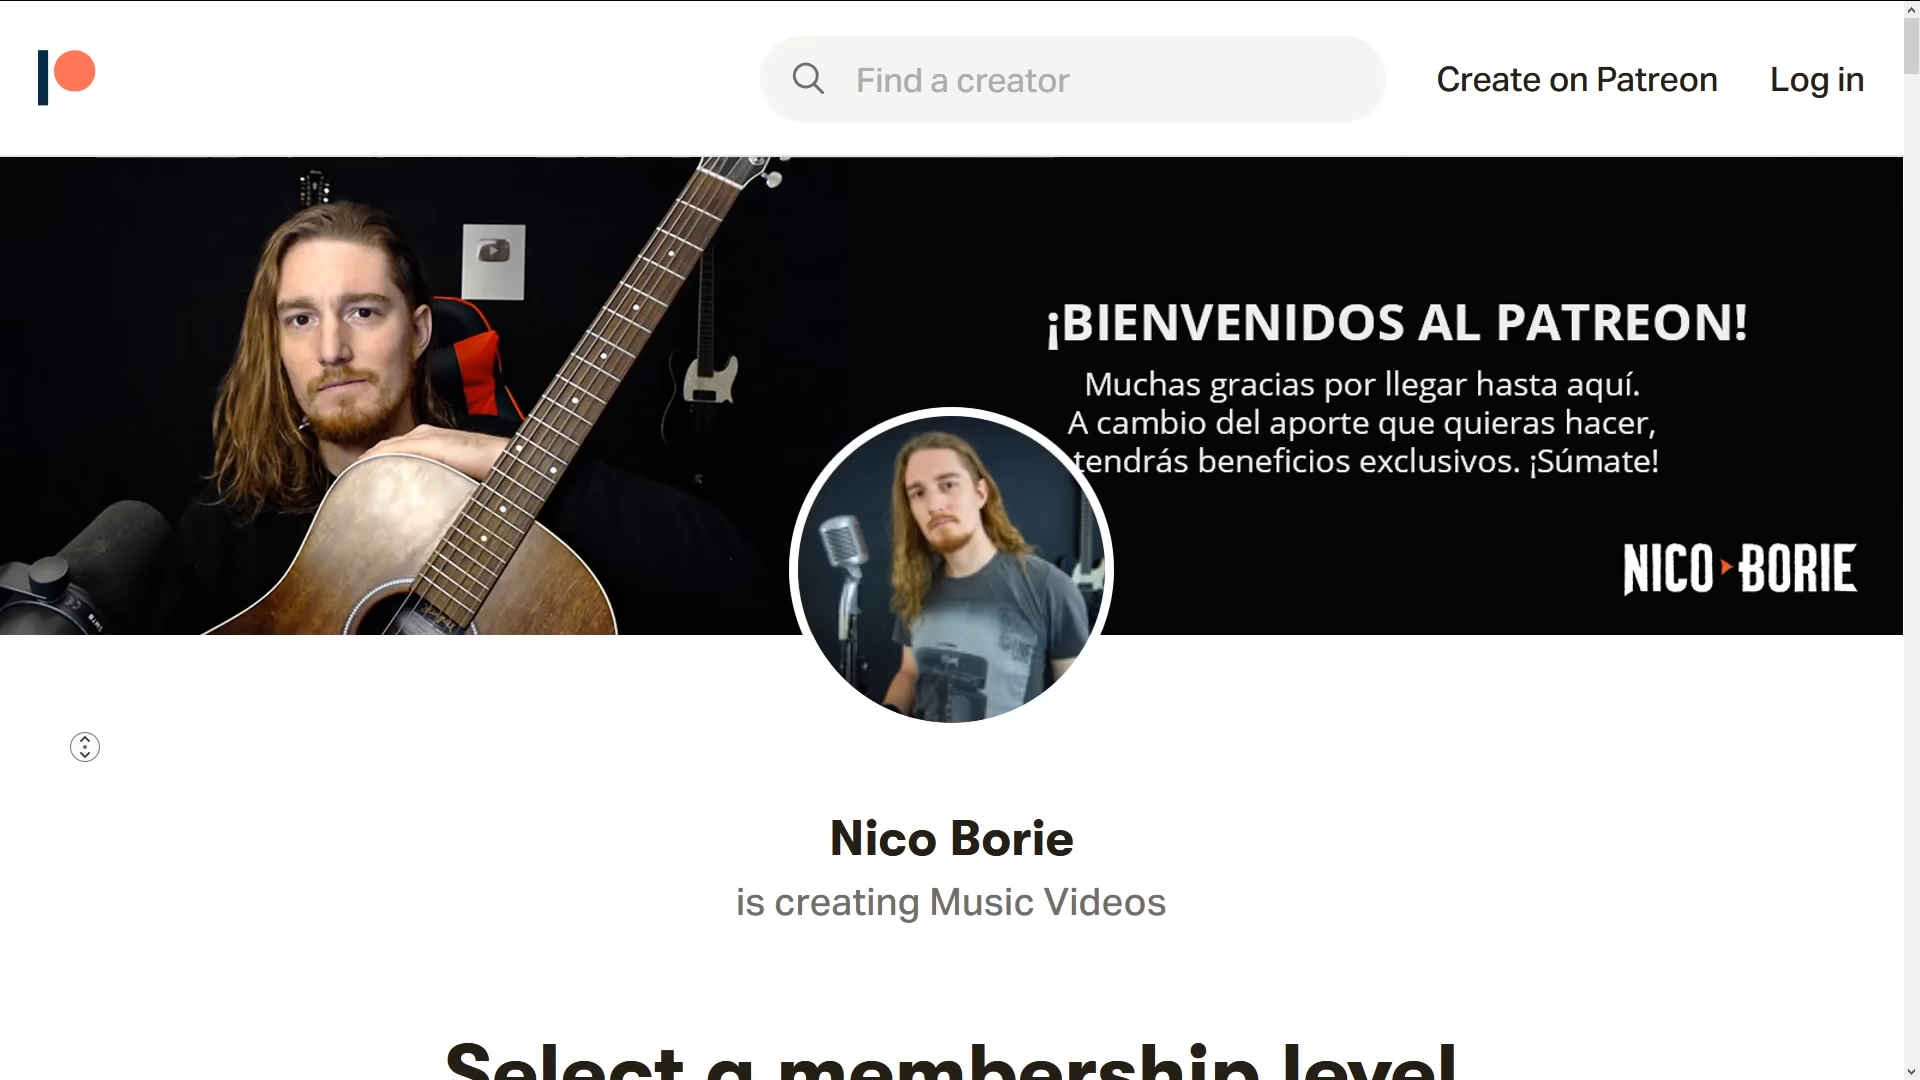 Find a creator
Create on Patreon
Log in
¡BIENVENIDOS AL PATREON!
Muchas gracias por llegar hasta aquí.
A cambio del aporte que quieras hacer,
tendrás beneficios exclusivos. ¡Súmate!
NICO BORIE
Nico Borie
is creating Music Videos
Select a membership level